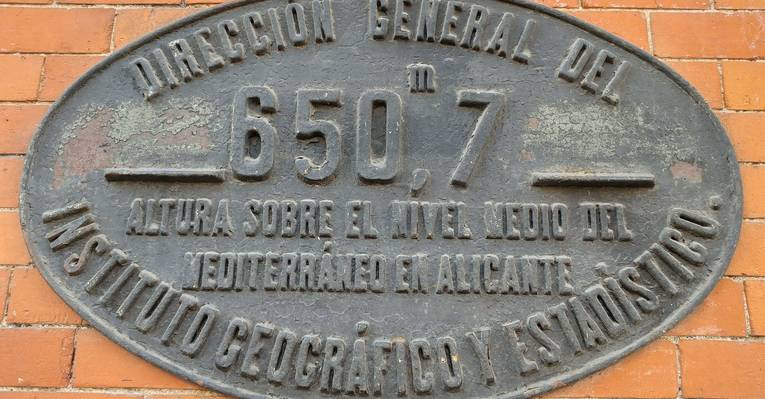 DIRECCIÓN GENERAL DEL
650,7 m
ALTURA SOBRE EL NIVEL MEDIO DEL
MEDITERRÁNEO EN ALICANTE
INSTITUTO GEOGRÁFICO Y ESTADÍSTICO.